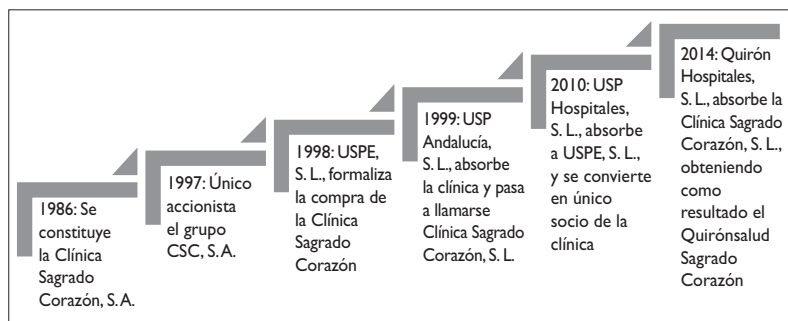 1986: Se
constituye
la Clínica
Sagrado
Corazón, S. A.
1997: Único
accionista
el grupo
CSC, S. A.
1998: USPE,
S. L., formaliza
la compra de
la Clínica
Sagrado
Corazón
1999: USP
Andalucía,
S. L., absorbe
la clínica y pasa
a llamarse
Clínica Sagrado
Corazón, S. L.
2010: USP
Hospitales,
S. L., absorbe
a USPE, S. L.,
y se convierte
en único
socio de la
clínica
2014: Quirón
Hospitales,
S. L., absorbe la
Clínica Sagrado
Corazón, S. L.,
obteniendo
como
resultado el
Quirónsalud
Sagrado
Corazón